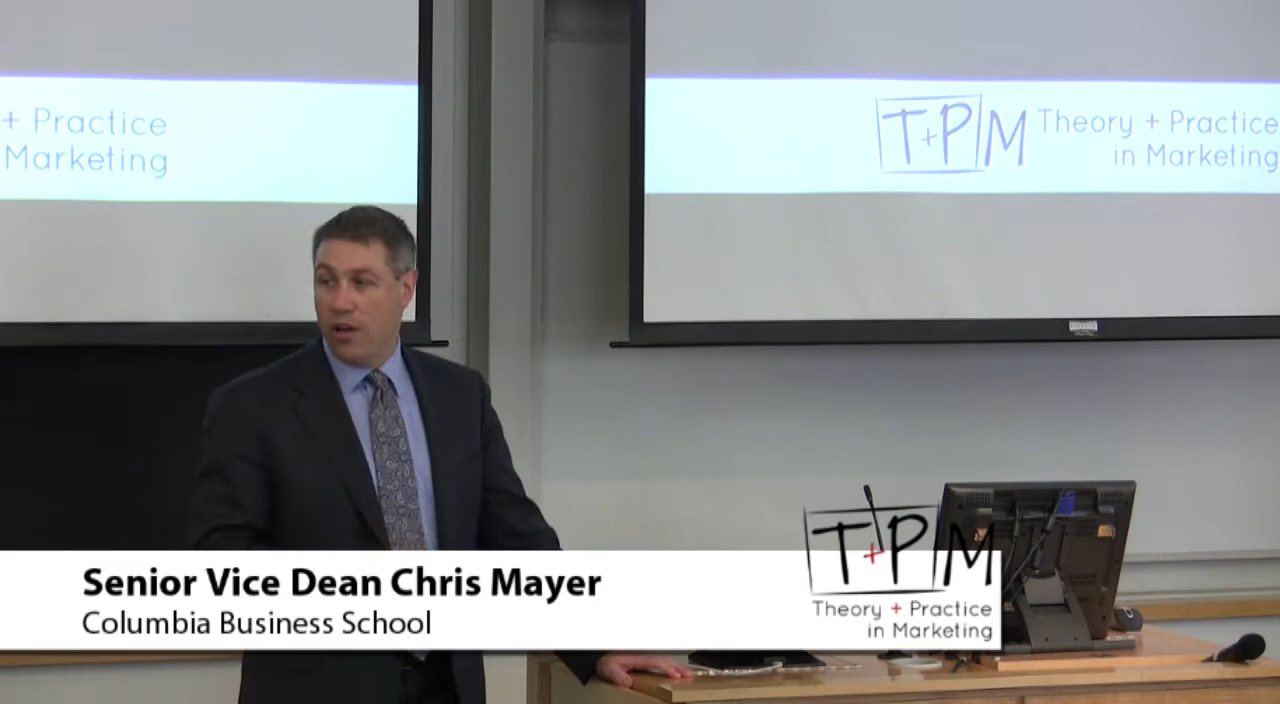 + Practice
Marketing
T+PM Theory + Practice
in Marketing
Senior Vice Dean Chris Mayer
Columbia Business School
T+PM
Theory + Practice
in Marketing